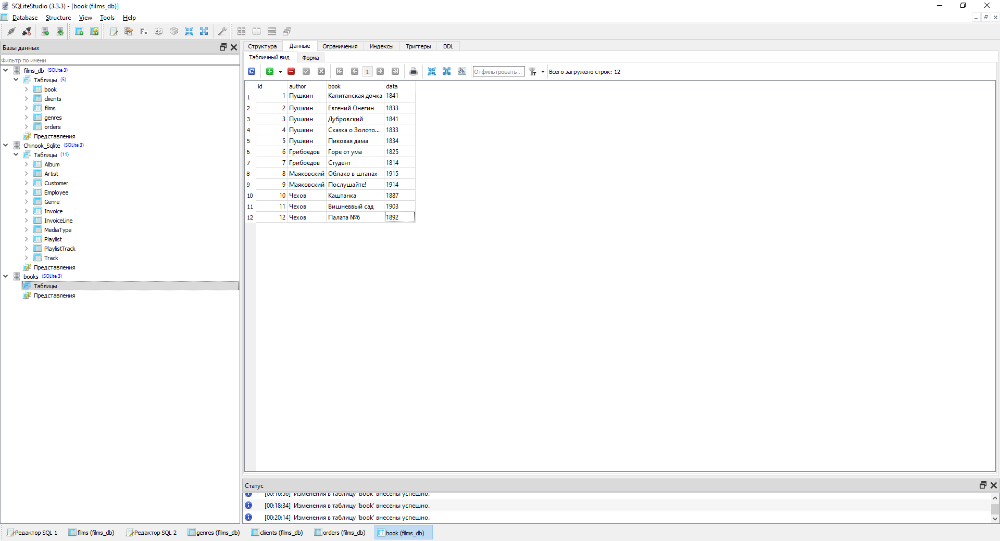 SQLiteStudio (3.3.3) - [book (films_db)]
Database Structure View Tools Help
Базы данных
Фильтр по имени
films_db (SQLite 3)
Таблицы (5)
book
cliients
films
genres
orders
Представления
Chinook_Sqlite (SQLite 3)
Таблицы (11)
Album
Artist
Customer
Employee
Genre
Invoice
InvoiceLine
MediaType
Playlist
PlaylistTrack
Track
Представления
books (SQLite 3)
Таблицы
Представления
Структура Данные Ограничения Индексы Триггеры DDL
Табличный вид Форма
1 Отфильтровать... Всего загружено строк: 12
id author book data
1 1 Пушкин Капитанская дочка 1841
2 2 Пушкин Евгений Онегин 1833
3 3 Пушкин Дубровский 1841
4 4 Пушкин Сказка о Золото... 1833
5 5 Пушкин Пиковая дама 1834
6 6 Грибоедов Горе от ума 1825
7 7 Грибоедов Студент 1814
8 8 Маяковский Облако в штанах 1915
9 9 Маяковский Послушайте! 1914
10 10 Чехов Каштанка 1887
11 11 Чехов Вишневвый сад 1903
12 12 Чехов Палата №6 1892
Статус
[00:16:56] Изменения в таблицу 'book' внесены успешно.
[00:18:34] Изменения в таблицу 'book' внесены успешно.
[00:20:14] Изменения в таблицу 'book' внесены успешно.
Редактор SQL 1 films (films_db) Редактор SQL 2 genres (films_db) cliients (films_db) orders (films_db) book (films_db)